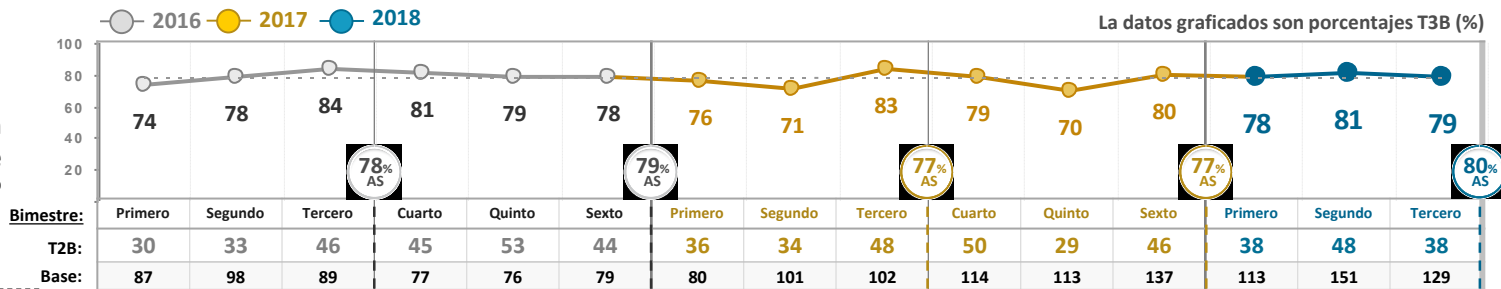 2016 2017 2018 La datos graficados son porcentajes T3B (%)
100
80
60
40
20
74 78 84 81 79 78 76 71 83 79 70 80 78 81 79
78% AS 79% AS 77% AS 77% AS 80% AS
Bimestre: Primero Segundo Tercero Cuarto Quinto Sexto Primero Segundo Tercero Cuarto Quinto Sexto Primero Segundo Tercero
T2B: 30 33 46 45 53 44 36 34 48 50 29 46 38 48 38
Base: 87 98 89 77 76 79 80 101 102 114 113 137 113 151 129